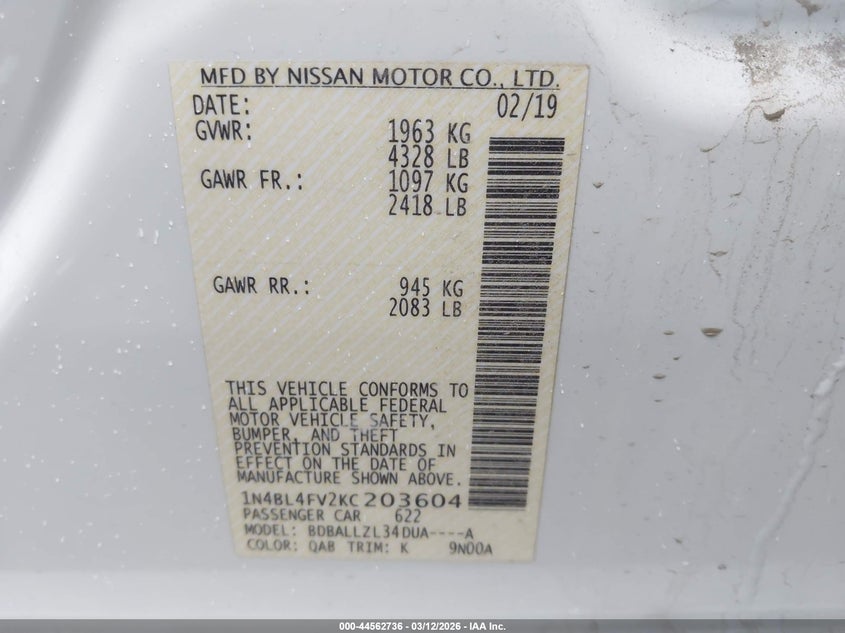 MFD BY NISSAN MOTOR CO., LTD.
DATE: 02/19
GVWR: 1963 KG
4328 LB
GAWR FR.: 1097 KG
2418 LB
GAWR RR.: 945 KG
2083 LB
THIS VEHICLE CONFORMS TO
ALL APPLICABLE FEDERAL
MOTOR VEHICLE SAFETY,
BUMPER, AND THEFT
PREVENTION STANDARDS IN
EFFECT ON THE DATE OF
MANUFACTURE SHOWN ABOVE.
1N4BL4FV2KC203604
PASSENGER CAR 622
MODEL: BDBALLZL34DUA----A
COLOR: QAB TRIM: K 9N00A
000-44562736 - 03/12/2026 - IAA Inc.